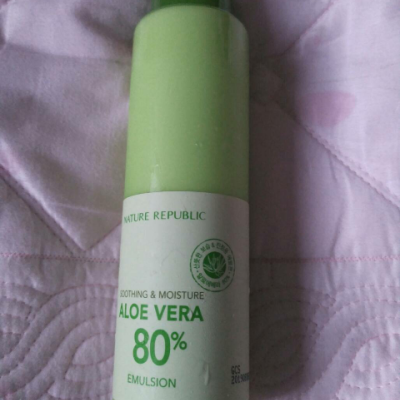 NATURE REPUBLIC
SOOTHING & MOISTURE
ALOE VERA
80%
EMULSION